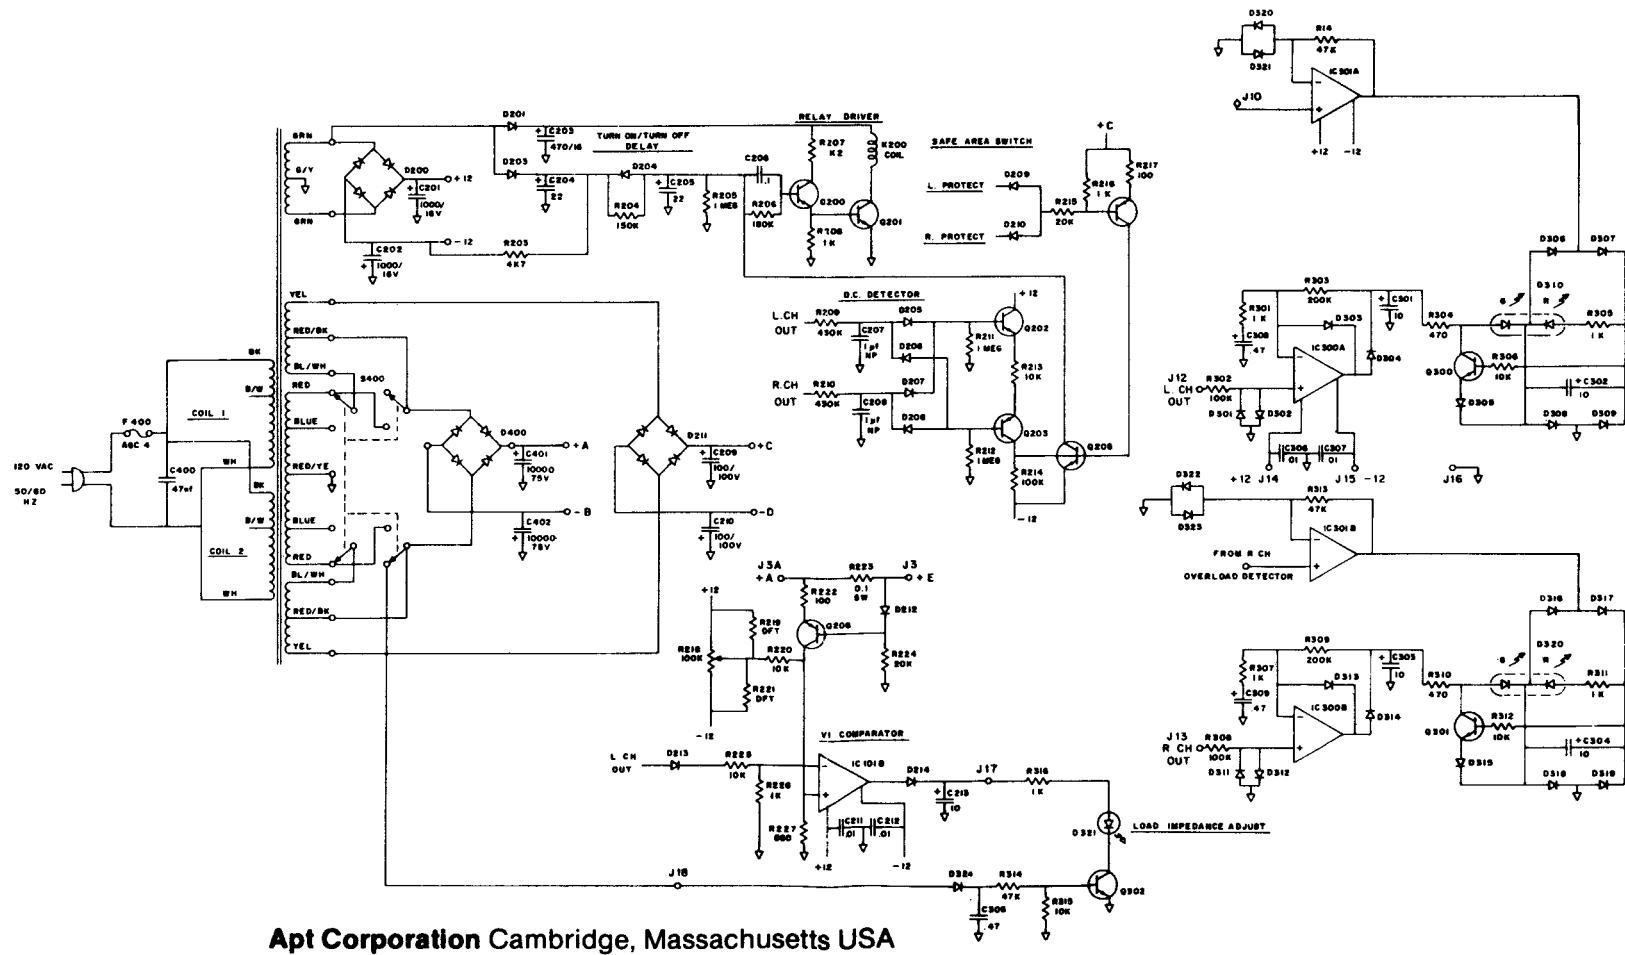 120 VAC
50/60
HZ
F 400
AGC 4
C400
47nf
BK
B/W
COIL 1
WH
BK
B/W
COIL 2
WH
GRN
G/Y
GRN
D200
C201
1000/
16V
+12
C202
1000/
16V
-12
R203
4K7
D201
C203
470/16
D203
C204
22
TURN ON/TURN OFF
DELAY
D204
R204
150K
C205
22
R205
1 MEG
C206
.1
R206
180K
RELAY DRIVER
R207
K2
K200
COIL
Q200
Q201
R208
1K
SAFE AREA SWITCH
L. PROTECT
D209
R. PROTECT
D210
R215
20K
R216
1K
+C
R217
100
YEL
RED/BK
BL/WH
RED
BLUE
RED/YE
BLUE
RED
BL/WH
RED/BK
YEL
S400
D400
C401
10000
75V
+A
C402
10000
75V
-B
D211
C209
100/
100V
+C
C210
100/
100V
-D
D.C. DETECTOR
L.CH
OUT
R209
430K
C207
1 pf
NP
D205
D206
R.CH
OUT
R210
430K
C208
1 pf
NP
D207
D208
R211
1 MEG
+12
Q202
R213
10K
Q203
R212
1 MEG
R214
100K
-12
Q205
J3A
+A
R223
0.1
5W
J3
+E
R222
100
D212
Q206
R224
20K
+12
R218
100K
R219
DFT
R220
10K
R221
DFT
-12
VI COMPARATOR
L CH
OUT
D213
R225
10K
R226
1K
R227
680
IC101B
C211
.01
C212
.01
+12
-12
D214
C213
10
J17
R316
1K
D321
LOAD IMPEDANCE ADJUST
J18
D324
C306
.47
R314
47K
R315
10K
Q302
D320
D321
R14
47K
IC301A
J10
+12
-12
D306
D307
D310
G
R
R303
200K
R301
1K
C308
.47
D303
C301
10
R304
470
R305
1K
J12
L. CH
OUT
R302
100K
IC300A
D304
Q300
R306
10K
D301
D302
D305
C302
10
D308
D309
C306
.01
C307
.01
+12
J14
J15
-12
J16
D322
D323
R313
47K
IC301B
FROM R CH
OVERLOAD DETECTOR
D316
D317
D320
G
R
R309
200K
R307
1K
C309
.47
D313
C303
10
R310
470
R311
1K
J13
R CH
OUT
R308
100K
IC300B
D314
Q301
R312
10K
D311
D312
D315
C304
10
D318
D319
Apt Corporation Cambridge, Massachusetts USA